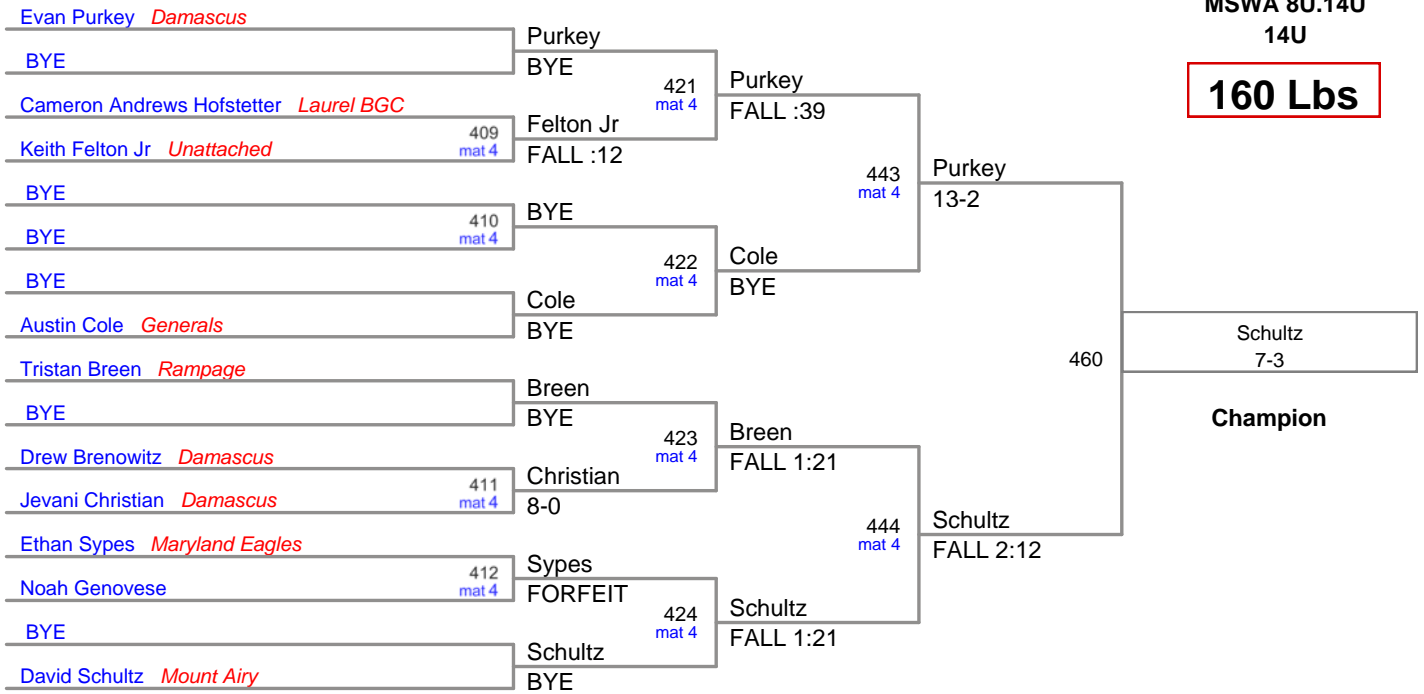 MSWA 8U.14U
14U
160 Lbs
Evan Purkey Damascus
BYE
Cameron Andrews Hofstetter Laurel BGC
Keith Felton Jr Unattached
BYE
BYE
BYE
Austin Cole Generals
Tristan Breen Rampage
BYE
Drew Brenowitz Damascus
Jevani Christian Damascus
Ethan Sypes Maryland Eagles
Noah Genovese
BYE
David Schultz Mount Airy
409
mat 4
410
mat 4
411
mat 4
412
mat 4
Purkey
BYE
Felton Jr
FALL :12
BYE
Cole
BYE
Breen
BYE
Christian
8-0
Sypes
FORFEIT
Schultz
BYE
421
mat 4
422
mat 4
423
mat 4
424
mat 4
Purkey
FALL :39
Cole
BYE
Breen
FALL 1:21
Schultz
FALL 1:21
443
mat 4
444
mat 4
Purkey
13-2
Schultz
FALL 2:12
460
Schultz
7-3
Champion